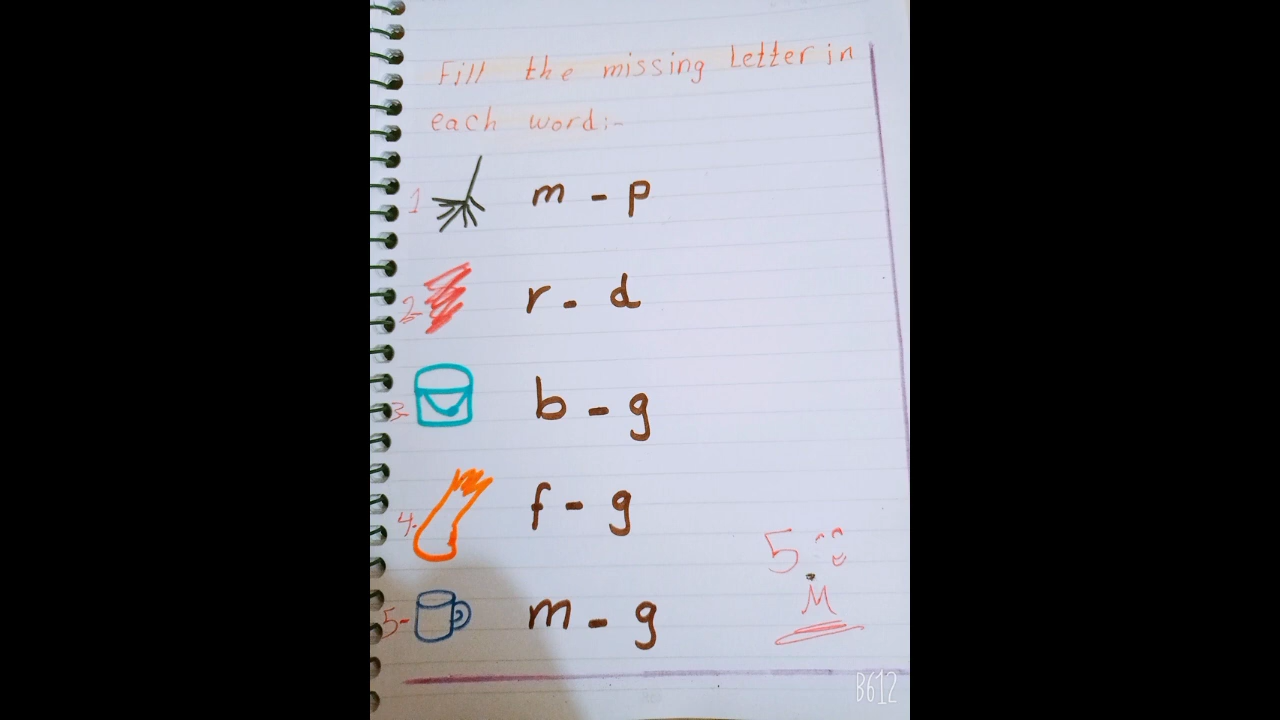 Fill the missing Letter in
each word:-
1 m - p
2- r - d
3- b - g
4- f - g
5- m - g
5
M
B612